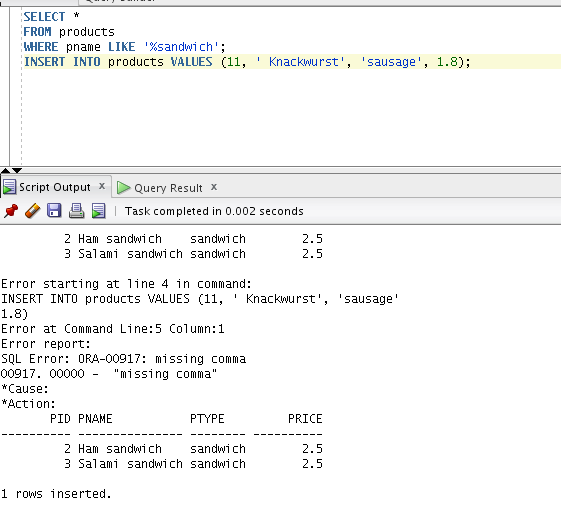 SELECT *
FROM products
WHERE pname LIKE '%sandwich';
INSERT INTO products VALUES (11, ' Knackwurst', 'sausage', 1.8);
Script Output x Query Result x
Task completed in 0.002 seconds
2 Ham sandwich sandwich 2.5
3 Salami sandwich sandwich 2.5
Error starting at line 4 in command:
INSERT INTO products VALUES (11, ' Knackwurst', 'sausage'
1.8)
Error at Command Line:5 Column:1
Error report:
SQL Error: ORA-00917: missing comma
00917. 00000 - "missing comma"
*Cause:
*Action:
PID PNAME PTYPE PRICE
---------- --------------- -------- ----------
2 Ham sandwich sandwich 2.5
3 Salami sandwich sandwich 2.5
1 rows inserted.